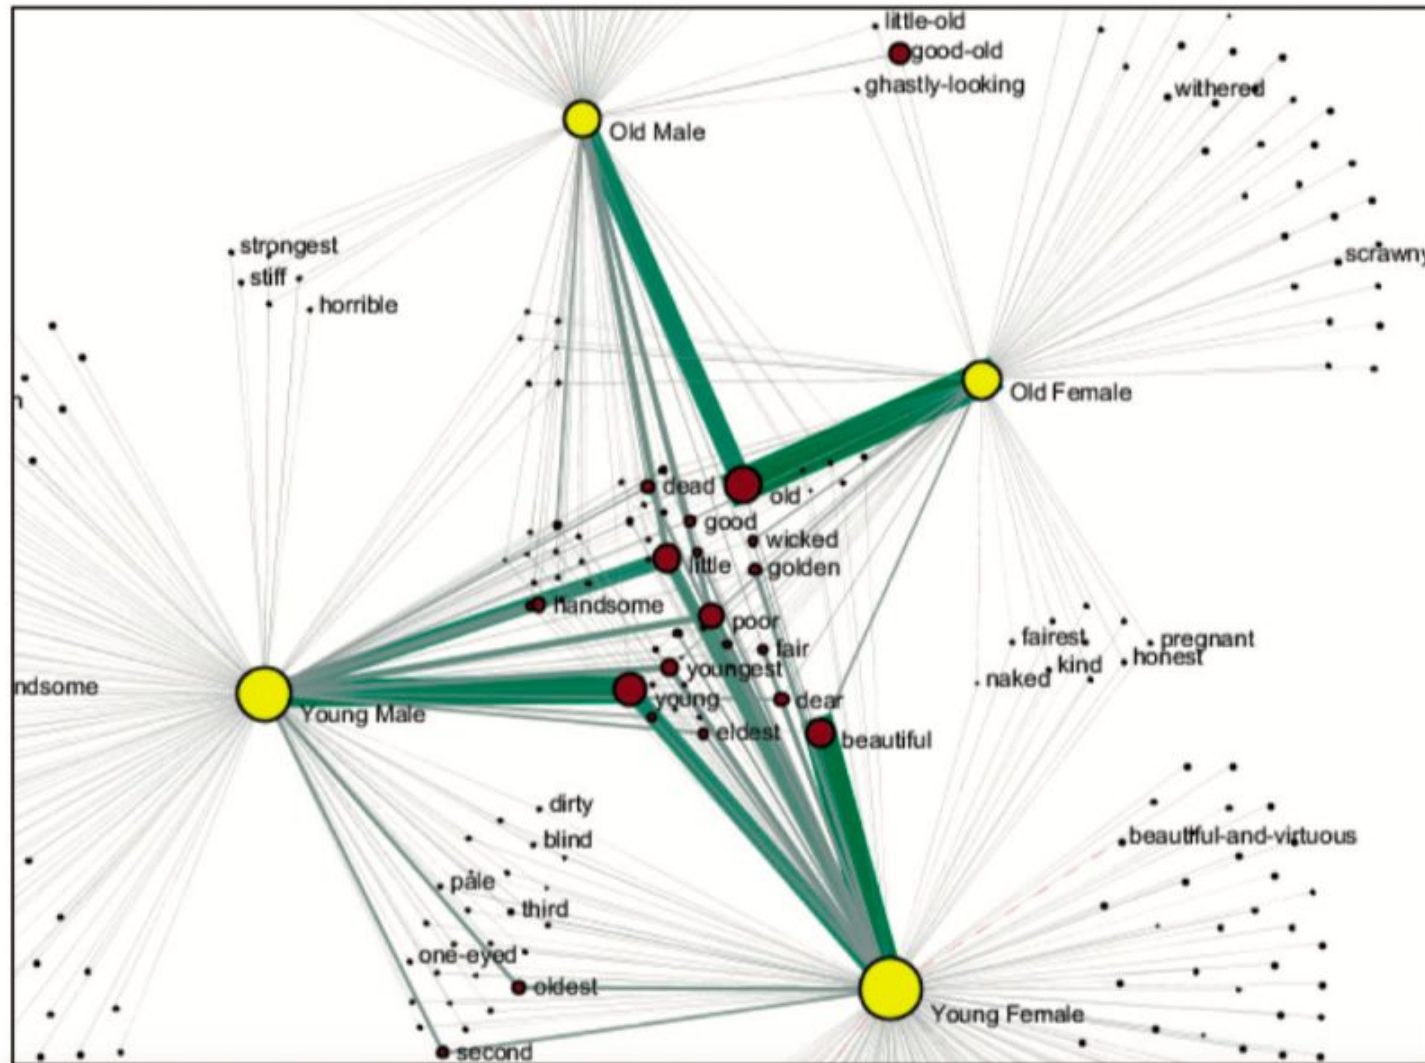 little-old
good-old
ghastly-looking
withered
Old Male
strongest
stiff
horrible
scrawny
Old Female
dead
old
good
wicked
little
golden
handsome
poor
fair
youngest
fairest
pregnant
honest
kind
naked
ndsome
Young Male
young
dear
eldest
beautiful
dirty
blind
beautiful-and-virtuous
påle
third
one-eyed
oldest
Young Female
second